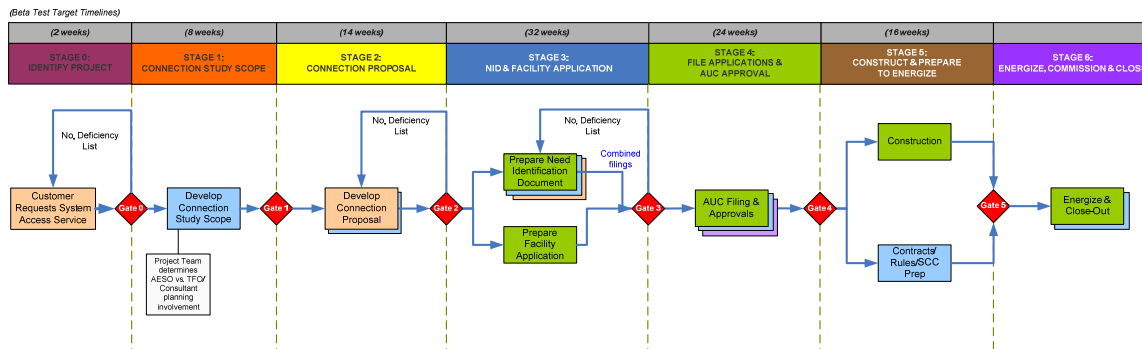 (Beta Test Target Timelines)
(2 weeks)
(8 weeks)
(14 weeks)
(32 weeks)
(24 weeks)
(16weeks)
STAGE 0:
IDENTIFY PROJECT
STAGE 1:
CONNECTION STUDY SCOPE
STAGE 2:
CONNECTION PROPOSAL
STAGE 3:
NID & FACILITY APPLICATION
STAGE 4:
FILE APPLICATIONS &
AUC APPROVAL
STAGE 5:
CONSTRUCT & PREPARE
TO ENERGIZE
STAGE 6:
ENERGIZE, COMMISSION & CLOSE
No, Deficiency
List
Customer
Requests System
Access Service
Gate 0
Develop
Connection
Study Scope
Project Team
determines
AESO vs. TFO/
Consultant
planning
involvement
Gate 1
No, Deficiency
List
Develop
Connection
Proposal
Gate 2
No, Deficiency
List
Prepare Need
Identification
Document
Combined
filings
Prepare
Facility
Application
Gate 3
AUC Filing &
Approvals
Gate 4
Construction
Contracts/
Rules/SCC
Prep
Gate 5
Energize &
Close-Out